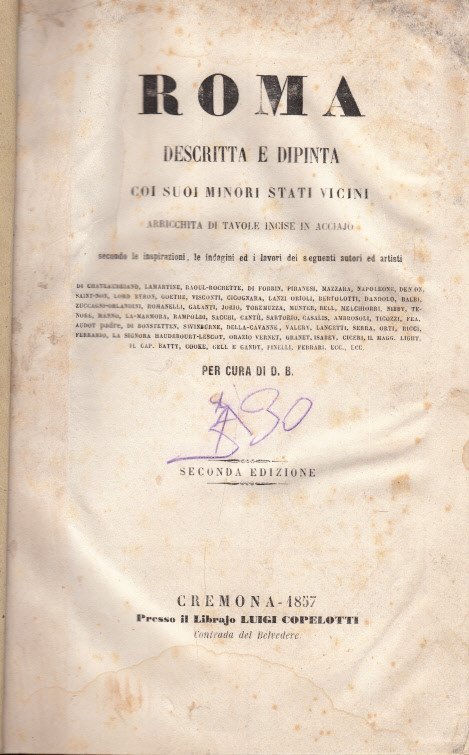 ROMA
DESCRITTA E DIPINTA
COI SUOI MINORI STATI VICINI
ARRICCHITA DI TAVOLE INCISE IN ACCIAJO
secondo le inspirazioni, le indagini ed i lavori dei seguenti autori ed artisti
DI CHATEAUBRIAND, LAMARTINE, RAOUL-ROCHETTE, DI FORBIN, PIRANESI, MAZZARA, NAPOLEONE, DENON,
SAINT-NON, LORD BYRON, GOETHE, VISCONTI, CICOGNARA, LANZI ORIOLI, BERTOLOTTI, DANDOLO, BALBI,
ZUCCAGNI-ORLANDINI, ROMANELLI, GALANTI, JORIO, TOREMUZZA, MUNTER, BELL, MELCHIORRI, NIBBY, TE-
NORE, MANNO, LA-MARMORA, RAMPOLDI, SACCHI, CANTÙ, SARTORIO, CASALIS, AMBROSOLI, TICOZZI, FEA,
AUDOT padre, DI BONSTETTEN, SWINBURNE, DELLA-CAVANNE, VALERY, LANCETTI, SERRA, ORTI, RICCI,
FERRARIO, LA SIGNORA HAUDEBOURT-LESCOT, ORAZIO VERNET, GRANET, ISABEY, CICERI, IL MAGG. LIGHT,
IL CAP. BATTY, COOKE, GELL E GANDY, PINELLI, FERRARI, ECC., ECC.
PER CURA DI D. B.
30
SECONDA EDIZIONE
CREMONA - 1857
Presso il Librajo LUIGI COPELOTTI
Contrada del Belvedere